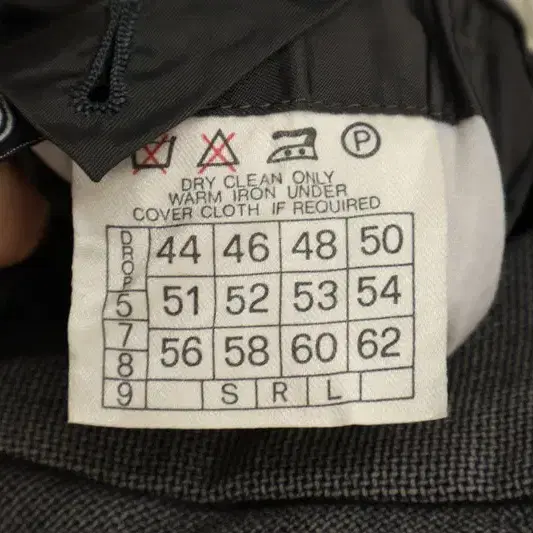 P
DRY CLEAN ONLY
WARM IRON UNDER
COVER CLOTH IF REQUIRED
DROP 44 46 48 50
5 51 52 53 54
7
8 56 58 60 62
9 S R L